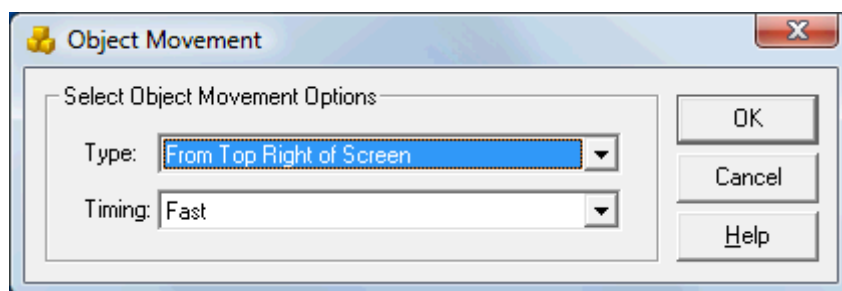 Object Movement
Select Object Movement Options
Type: From Top Right of Screen
Timing: Fast
OK
Cancel
Help